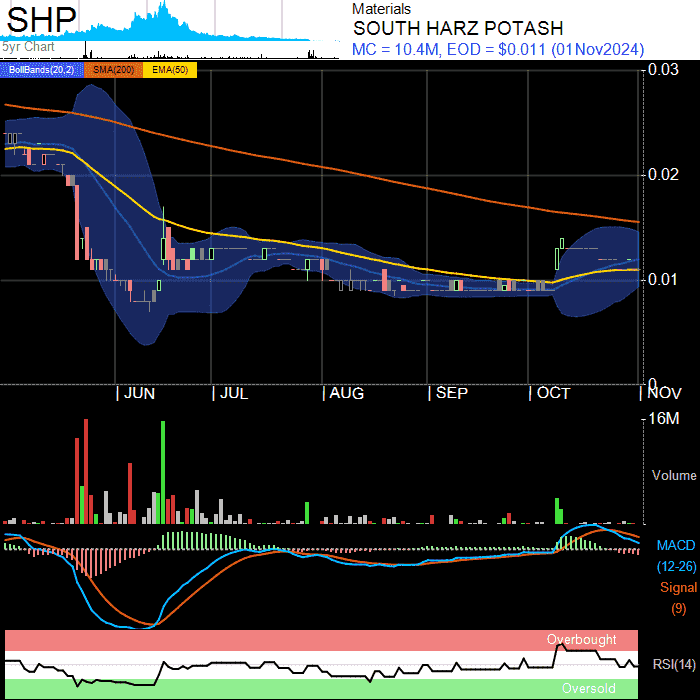 SHP
5yr Chart
Materials
SOUTH HARZ POTASH
MC = 10.4M, EOD = $0.011 (01Nov2024)
BollBands(20,2) SMA(200) EMA(50)
0.03
0.02
0.01
0
JUN JUL AUG SEP OCT NOV
16M
Volume
MACD
(12-26)
Signal
(9)
Overbought
RSI(14)
Oversold